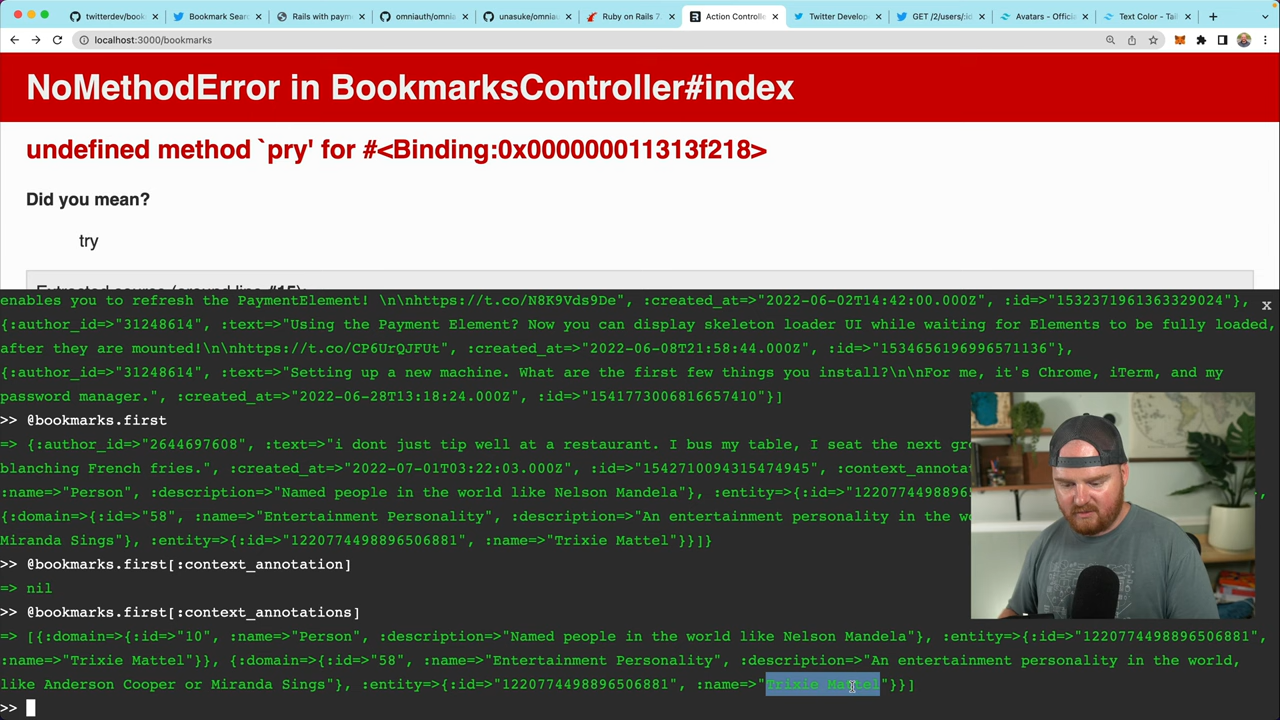 twitterdev/book
Bookmark Sear
Rails with paym
omniauth/omnia
unasuke/omniau
Ruby on Rails 7.
Action Controlle
Twitter Develop
GET /2/users/:id
Avatars - Offici
Text Color - Tai
localhost:3000/bookmarks
NoMethodError in BookmarksController#index
undefined method `pry' for #<Binding:0x000000011313f218>
Did you mean?
try
Extracted source (around line #15):
x
enables you to refresh the PaymentElement! \n\nhttps://t.co/N8K9Vds9De", :created_at=>"2022-06-02T14:42:00.000Z", :id=>"1532371961363329024"},
{:author_id=>"31248614", :text=>"Using the Payment Element? Now you can display skeleton loader UI while waiting for Elements to be fully loaded,
after they are mounted!\n\nhttps://t.co/CP6UrQJFUt", :created_at=>"2022-06-08T21:58:44.000Z", :id=>"1534656196996571136"},
{:author_id=>"31248614", :text=>"Setting up a new machine. What are the first few things you install?\n\nFor me, it's Chrome, iTerm, and my
password manager.", :created_at=>"2022-06-28T13:18:24.000Z", :id=>"1541773006816657410"}]
>> @bookmarks.first
=> {:author_id=>"2644697608", :text=>"i dont just tip well at a restaurant. I bus my table, I seat the next gr
blanching French fries.", :created_at=>"2022-07-01T03:22:03.000Z", :id=>"1542710094315474945", :context_annota
:name=>"Person", :description=>"Named people in the world like Nelson Mandela"}, :entity=>{:id=>"1220774498896
{:domain=>{:id=>"58", :name=>"Entertainment Personality", :description=>"An entertainment personality in the wo
Miranda Sings"}, :entity=>{:id=>"1220774498896506881", :name=>"Trixie Mattel"}}]}
>> @bookmarks.first[:context_annotation]
=> nil
>> @bookmarks.first[:context_annotations]
=> [{:domain=>{:id=>"10", :name=>"Person", :description=>"Named people in the world like Nelson Mandela"}, :entity=>{:id=>"1220774498896506881",
:name=>"Trixie Mattel"}}, {:domain=>{:id=>"58", :name=>"Entertainment Personality", :description=>"An entertainment personality in the world,
like Anderson Cooper or Miranda Sings"}, :entity=>{:id=>"1220774498896506881", :name=>"Trixie Mattel"}}]
>>